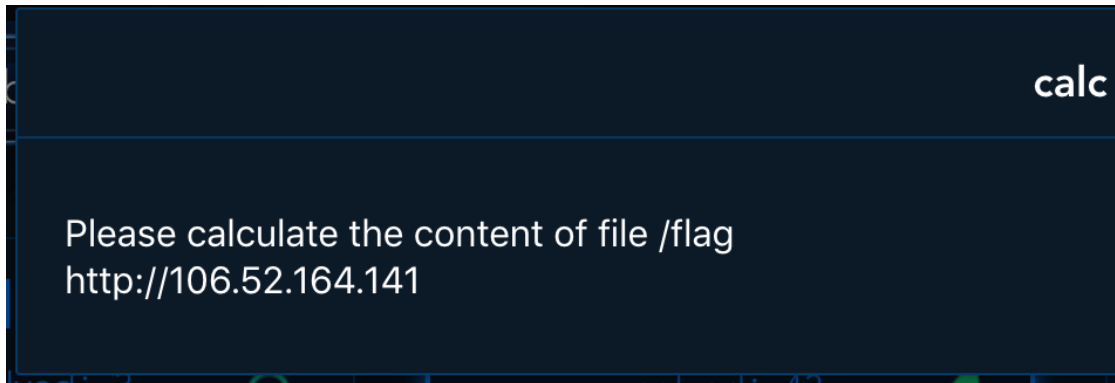 calc
Please calculate the content of file /flag
http://106.52.164.141